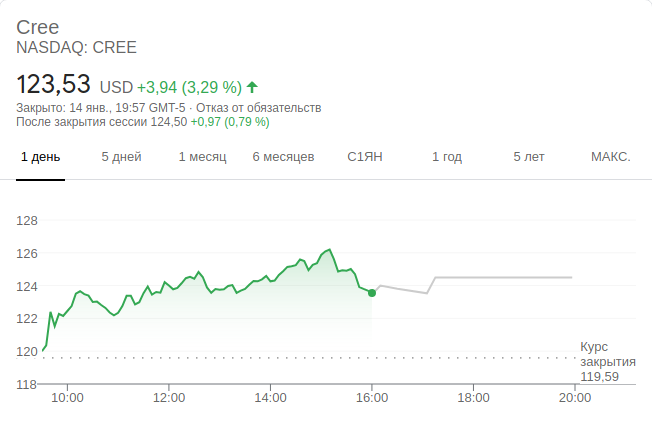 Cree
NASDAQ: CREE
123,53 USD +3,94 (3,29 %)
Закрыто: 14 янв., 19:57 GMT-5 · Отказ от обязательств
После закрытия сессии 124,50 +0,97 (0,79 %)
1 день 5 дней 1 месяц 6 месяцев С1ЯН 1 год 5 лет МАКС.
128
126
124
122
120
Курс
закрытия
119,59
118
10:00 12:00 14:00 16:00 18:00 20:00